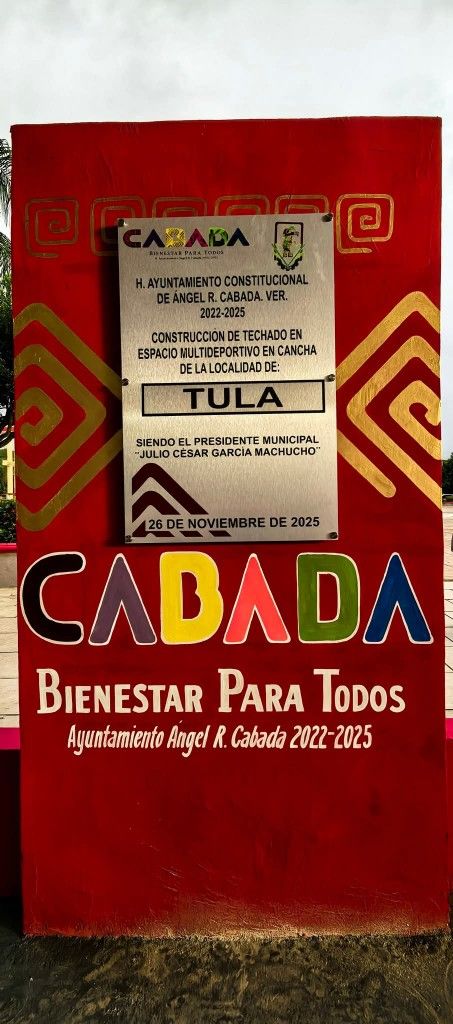 CABADA
BIENESTAR PARA TODOS
H. AYUNTAMIENTO CONSTITUCIONAL
DE ÁNGEL R. CABADA. VER.
2022-2025
CONSTRUCCIÓN DE TECHADO EN
ESPACIO MULTIDEPORTIVO EN CANCHA
DE LA LOCALIDAD DE:
TULA
SIENDO EL PRESIDENTE MUNICIPAL
"JULIO CÉSAR GARCÍA MACHUCHO"
26 DE NOVIEMBRE DE 2025
CABADA
BIENESTAR PARA TODOS
Ayuntamiento Ángel R. Cabada 2022-2025